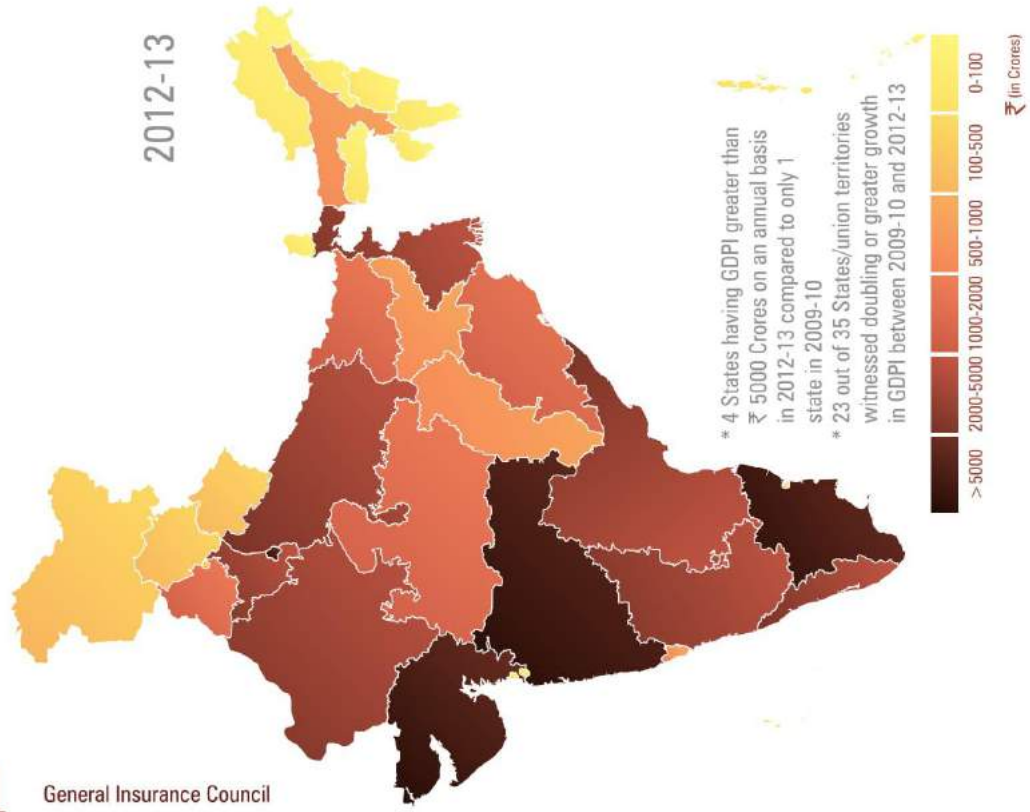 2012-13
* 4 States having GDPI greater than
₹ 5000 Crores on an annual basis
in 2012-13 compared to only 1
state in 2009-10
* 23 out of 35 States/union territories
witnessed doubling or greater growth
in GDPI between 2009-10 and 2012-13
> 5000
2000-5000
1000-2000
500-1000
100-500
0-100
₹ (in Crores)
General Insurance Council